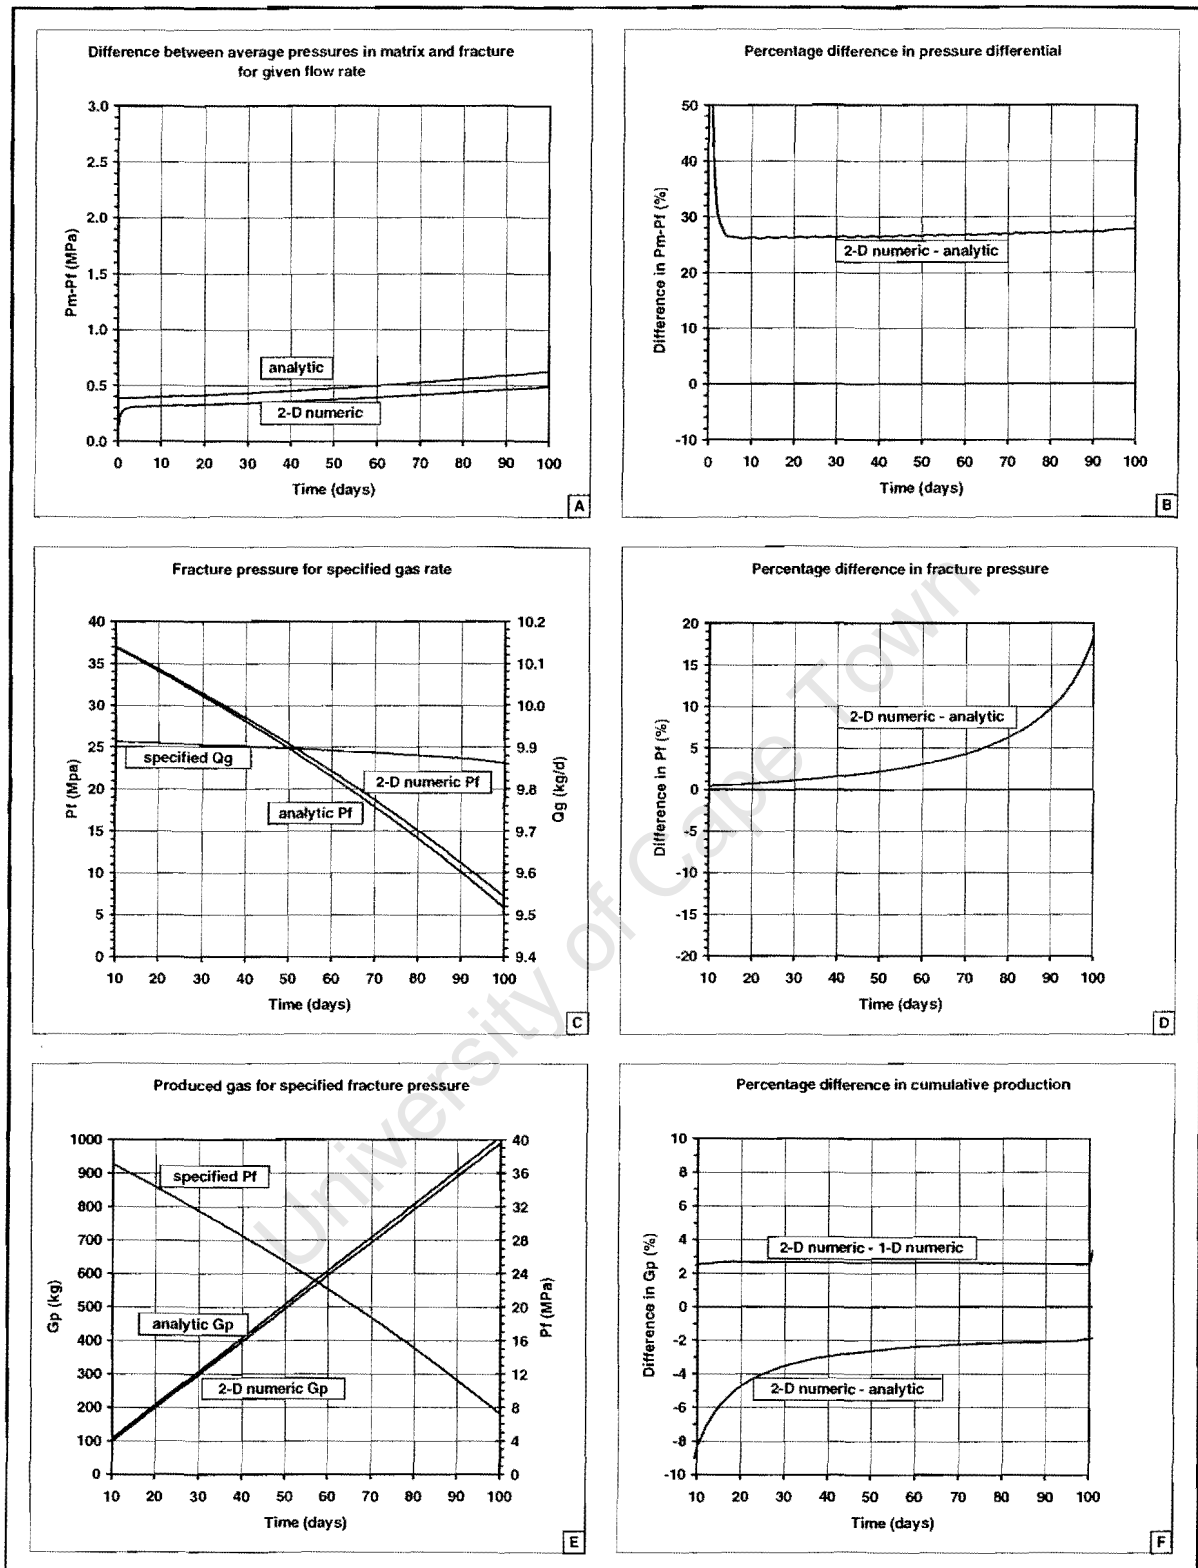 Difference between average pressures in matrix and fracture
for given flow rate
3.0
2.5
2.0
1.5
1.0
0.5
0.0
Pm-Pf (MPa)
analytic
2-D numeric
0 10 20 30 40 50 60 70 80 90 100
Time (days)
A
Percentage difference in pressure differential
50
40
30
20
10
0
-10
Difference in Pm-Pf (%)
2-D numeric - analytic
0 10 20 30 40 50 60 70 80 90 100
Time (days)
B
Fracture pressure for specified gas rate
40
35
30
25
20
15
10
5
0
Pf (Mpa)
10.2
10.1
10.0
9.9
9.8
9.7
9.6
9.5
9.4
Qg (kg/d)
specified Qg
2-D numeric Pf
analytic Pf
10 20 30 40 50 60 70 80 90 100
Time (days)
C
Percentage difference in fracture pressure
20
15
10
5
0
-5
-10
-15
-20
Difference in Pf (%)
2-D numeric - analytic
10 20 30 40 50 60 70 80 90 100
Time (days)
D
Produced gas for specified fracture pressure
1000
900
800
700
600
500
400
300
200
100
0
Gp (kg)
40
36
32
28
24
20
16
12
8
4
0
Pf (MPa)
specified Pf
analytic Gp
2-D numeric Gp
10 20 30 40 50 60 70 80 90 100
Time (days)
E
Percentage difference in cumulative production
10
8
6
4
2
0
-2
-4
-6
-8
-10
Difference in Gp (%)
2-D numeric - 1-D numeric
2-D numeric - analytic
10 20 30 40 50 60 70 80 90 100
Time (days)
F
University of Cape Town